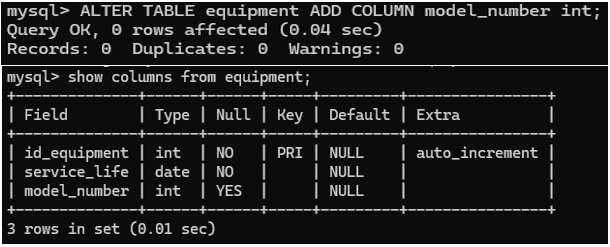 mysql> ALTER TABLE equipment ADD COLUMN model_number int;
Query OK, 0 rows affected (0.04 sec)
Records: 0  Duplicates: 0  Warnings: 0
mysql> show columns from equipment;
+--------------+------+------+-----+---------+----------------+
| Field        | Type | Null | Key | Default | Extra          |
+--------------+------+------+-----+---------+----------------+
| id_equipment | int  | NO   | PRI | NULL    | auto_increment |
| service_life | date | NO   |     | NULL    |                |
| model_number | int  | YES  |     | NULL    |                |
+--------------+------+------+-----+---------+----------------+
3 rows in set (0.01 sec)